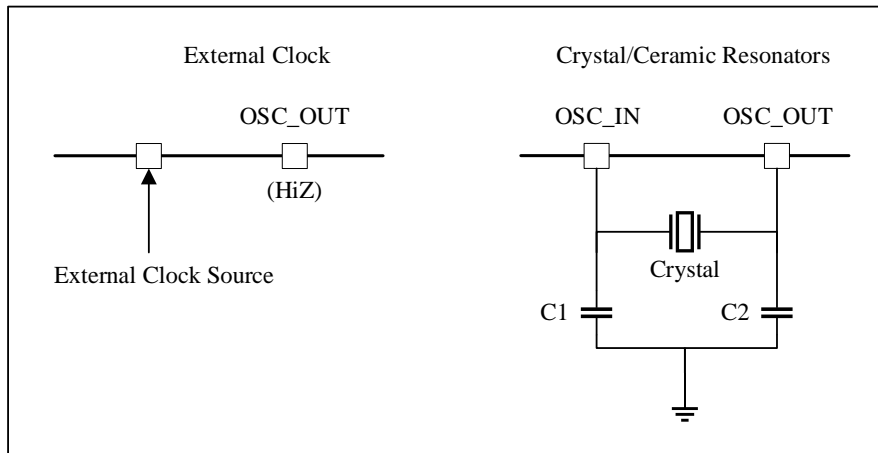 External Clock
OSC_OUT
(HiZ)
External Clock Source
Crystal/Ceramic Resonators
OSC_IN
OSC_OUT
Crystal
C1
C2